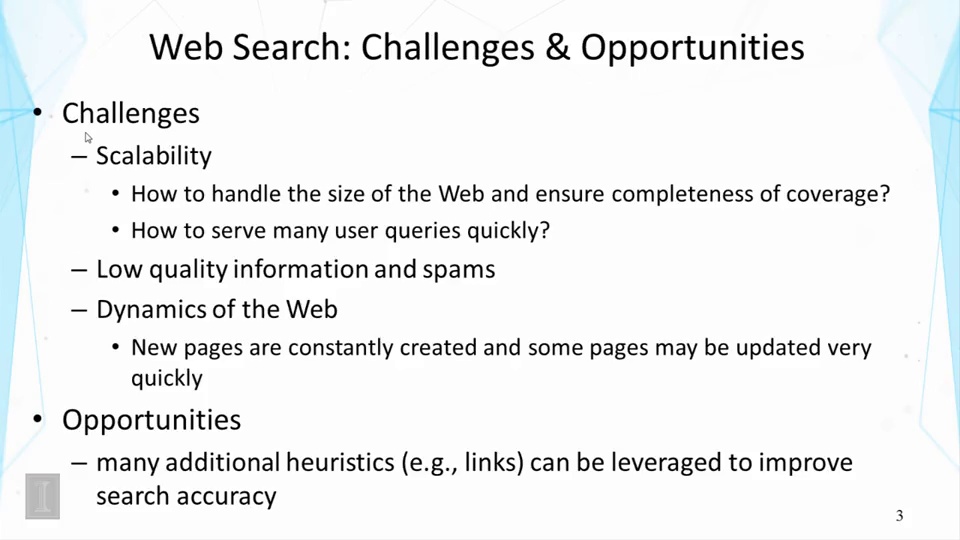 Web Search: Challenges & Opportunities
• Challenges
– Scalability
• How to handle the size of the Web and ensure completeness of coverage?
• How to serve many user queries quickly?
– Low quality information and spams
– Dynamics of the Web
• New pages are constantly created and some pages may be updated very
quickly
• Opportunities
– many additional heuristics (e.g., links) can be leveraged to improve
search accuracy
I
3